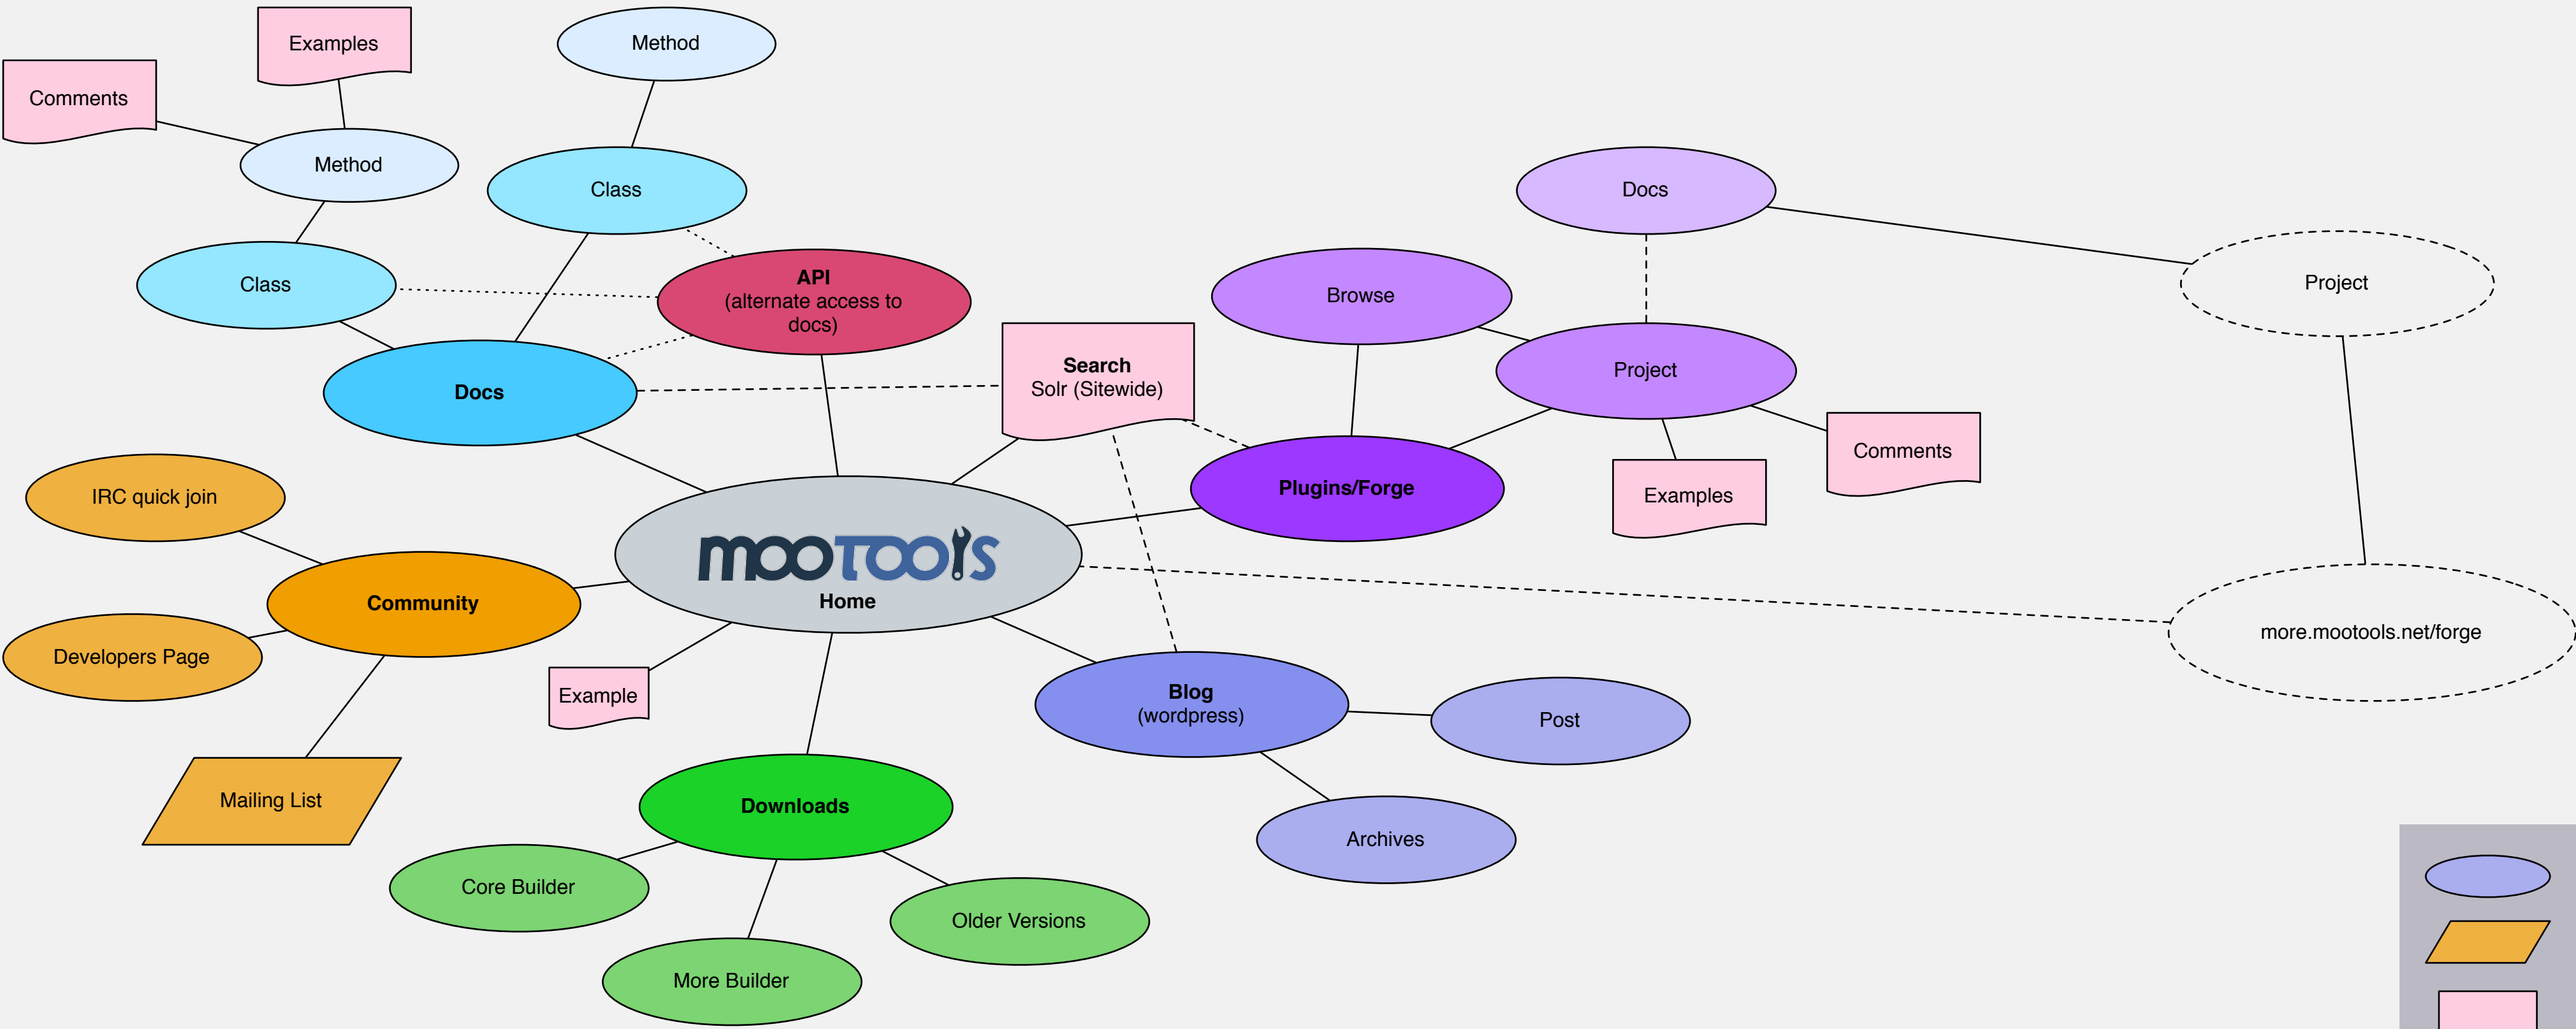 Examples
Method
Comments
Method
Class
Docs
Class
API
(alternate access to
docs)
Browse
Project
Search
Solr (Sitewide)
Project
Docs
Comments
IRC quick join
Plugins/Forge
Examples
mootools
Home
Community
more.mootools.net/forge
Developers Page
Example
Blog
(wordpress)
Post
Mailing List
Downloads
Archives
Core Builder
Older Versions
More Builder